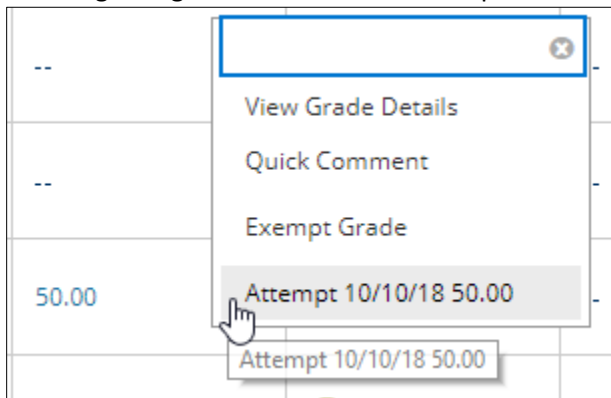 --
View Grade Details
Quick Comment
--
Exempt Grade
50.00
Attempt 10/10/18 50.00
Attempt 10/10/18 50.00